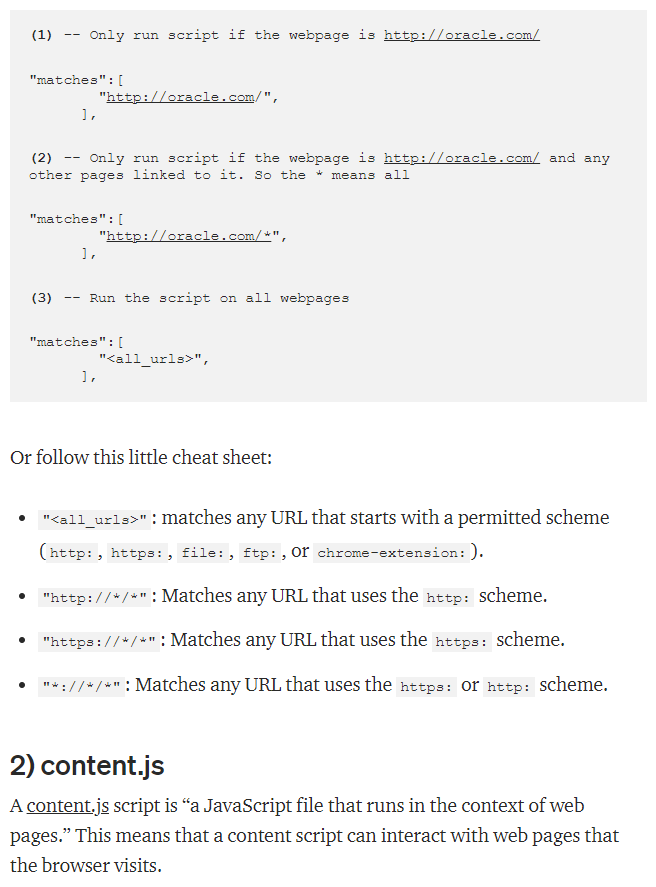 (1) -- Only run script if the webpage is http://oracle.com/
"matches":[
"http://oracle.com/",
],
(2) -- Only run script if the webpage is http://oracle.com/ and any
other pages linked to it. So the * means all
"matches":[
"http://oracle.com/*",
],
(3) -- Run the script on all webpages
"matches":[
"<all_urls>",
],
Or follow this little cheat sheet:
• "<all_urls>": matches any URL that starts with a permitted scheme
(http:, https:, file:, ftp:, or chrome-extension:).
• "http://*/*": Matches any URL that uses the http: scheme.
• "https://*/*": Matches any URL that uses the https: scheme.
• "*://*/*": Matches any URL that uses the https: or http: scheme.
2) content.js
A content.js script is “a JavaScript file that runs in the context of web
pages.” This means that a content script can interact with web pages that
the browser visits.